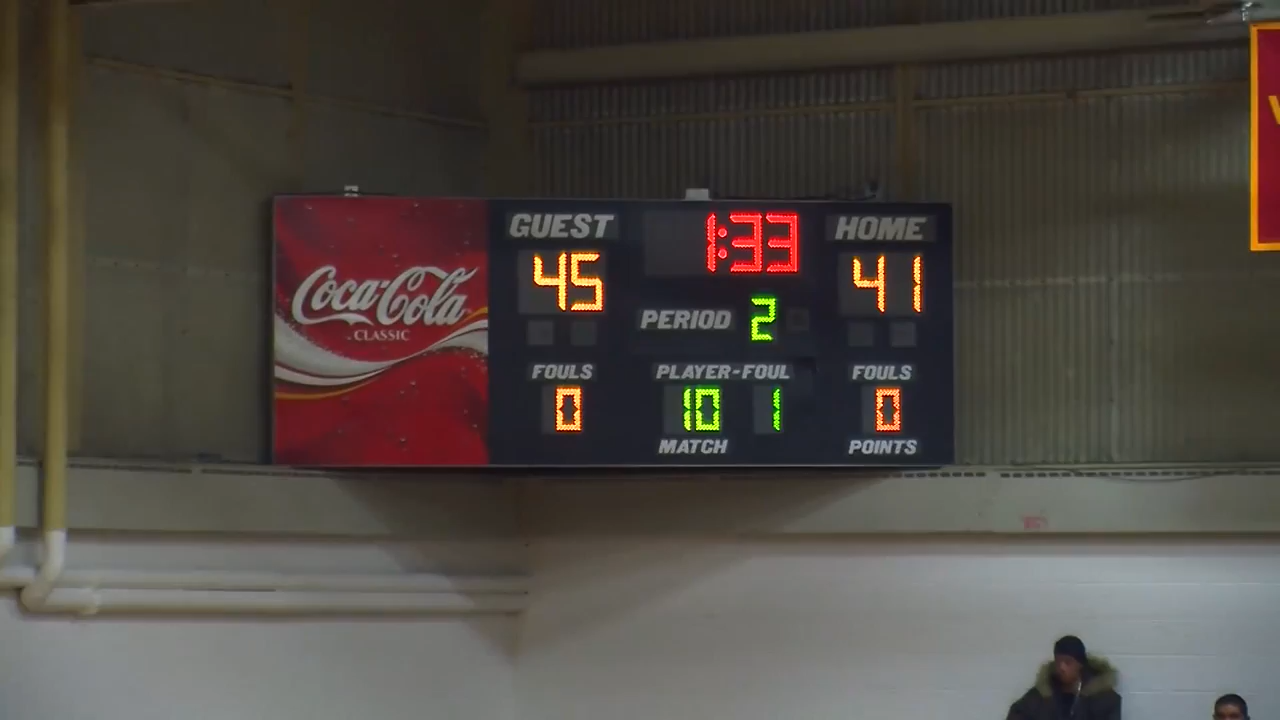 Coca-Cola
CLASSIC
GUEST
1:33
HOME
45
41
PERIOD 2
FOULS
PLAYER-FOUL
FOULS
0
10
1
0
MATCH
POINTS